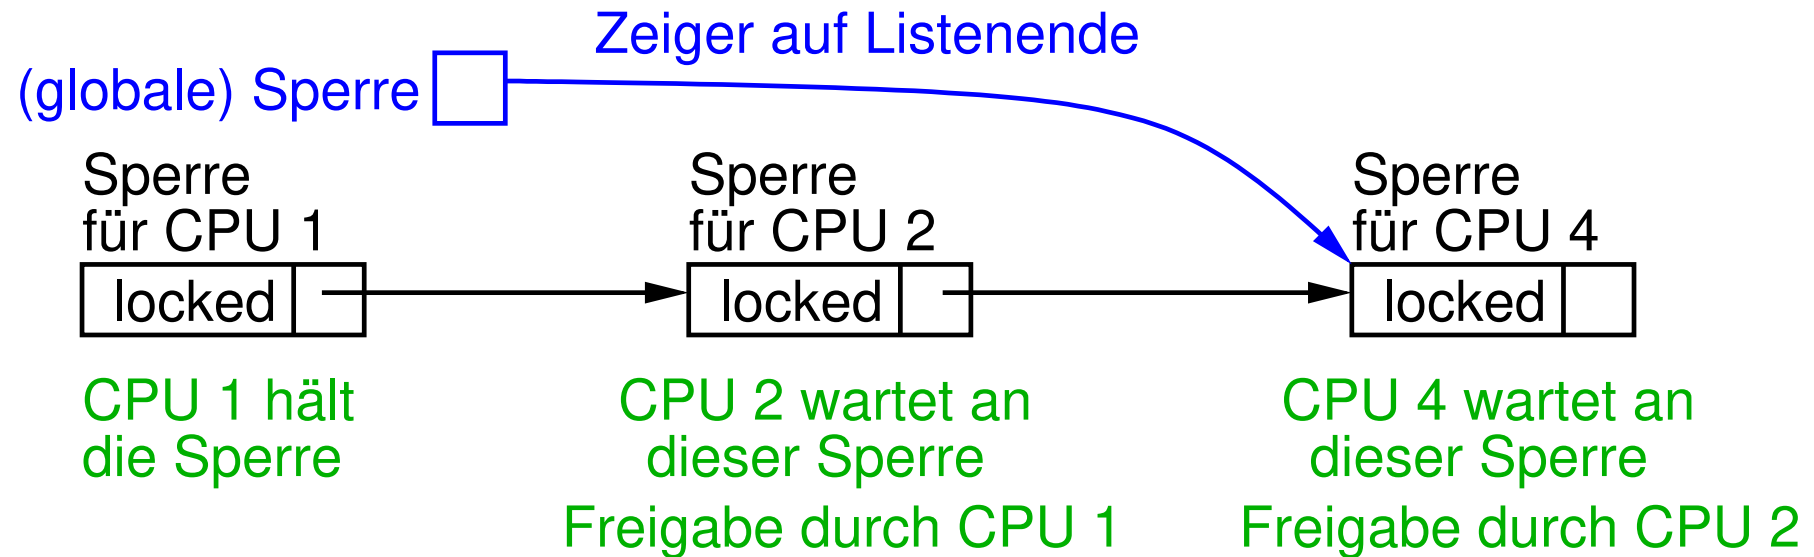 Zeiger auf Listenende
(globale) Sperre
Sperre
für CPU 1
Sperre
für CPU 2
Sperre
für CPU 4
locked
locked
locked
CPU 1 hält
die Sperre
CPU 2 wartet an
dieser Sperre
Freigabe durch CPU 1
CPU 4 wartet an
dieser Sperre
Freigabe durch CPU 2